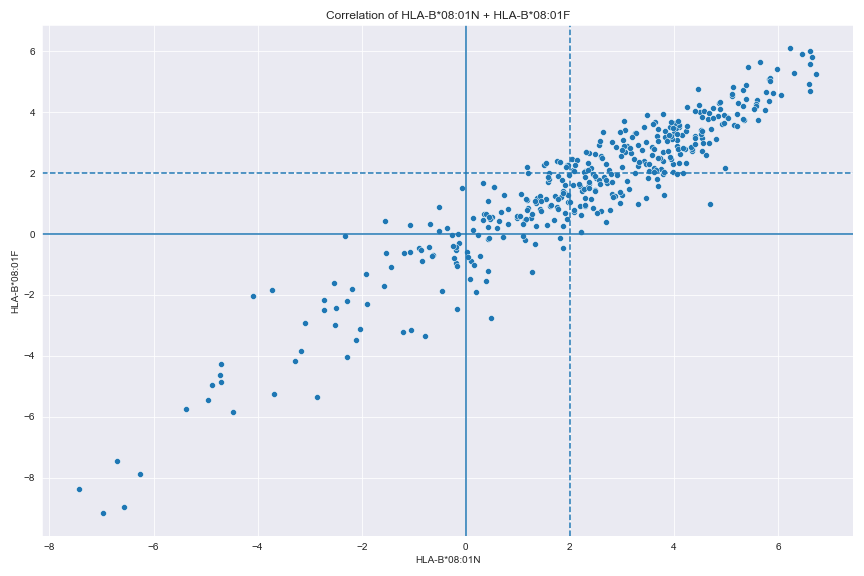 Correlation of HLA-B*08:01N + HLA-B*08:01F
HLA-B*08:01F
6
4
2
0
−2
−4
−6
−8
−8 −6 −4 −2 0 2 4 6
HLA-B*08:01N